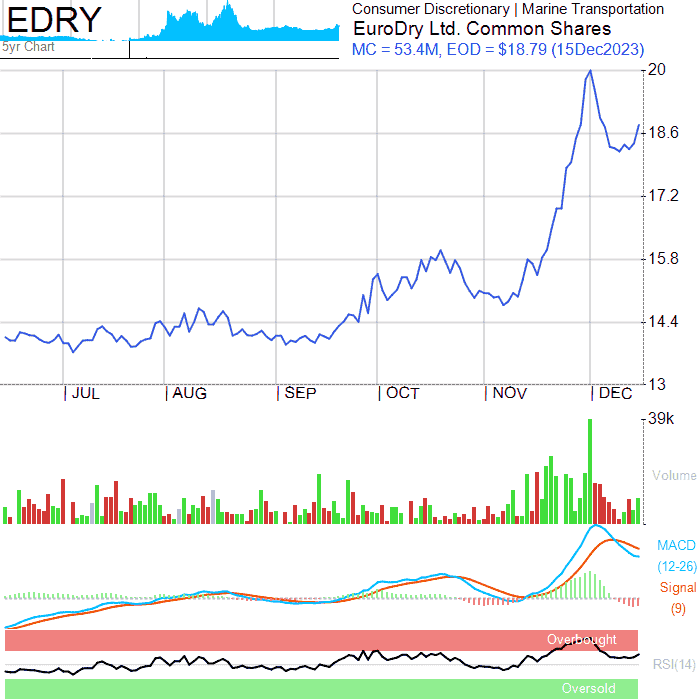 EDRY
5yr Chart
Consumer Discretionary | Marine Transportation
EuroDry Ltd. Common Shares
MC = 53.4M, EOD = $18.79 (15Dec2023)
20
18.6
17.2
15.8
14.4
13
JUL AUG SEP OCT NOV DEC
39k
Volume
MACD
(12-26)
Signal
(9)
Overbought
RSI(14)
Oversold